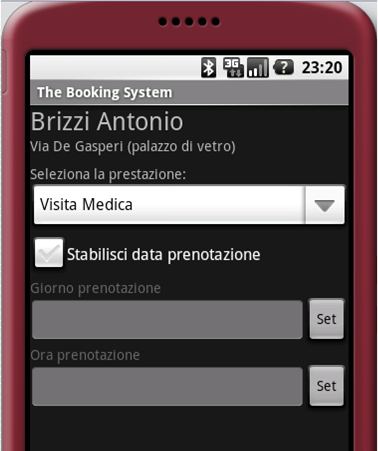 3G
23:20
The Booking System
Brizzi Antonio
Via De Gasperi (palazzo di vetro)
Seleziona la prestazione:
Visita Medica
Stabilisci data prenotazione
Giorno prenotazione
Set
Ora prenotazione
Set